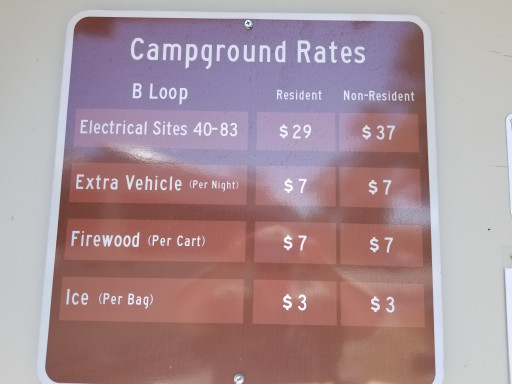 Campground Rates
B Loop Resident Non-Resident
Electrical Sites 40-83 $29 $37
Extra Vehicle (Per Night) $7 $7
Firewood (Per Cart) $7 $7
Ice (Per Bag) $3 $3